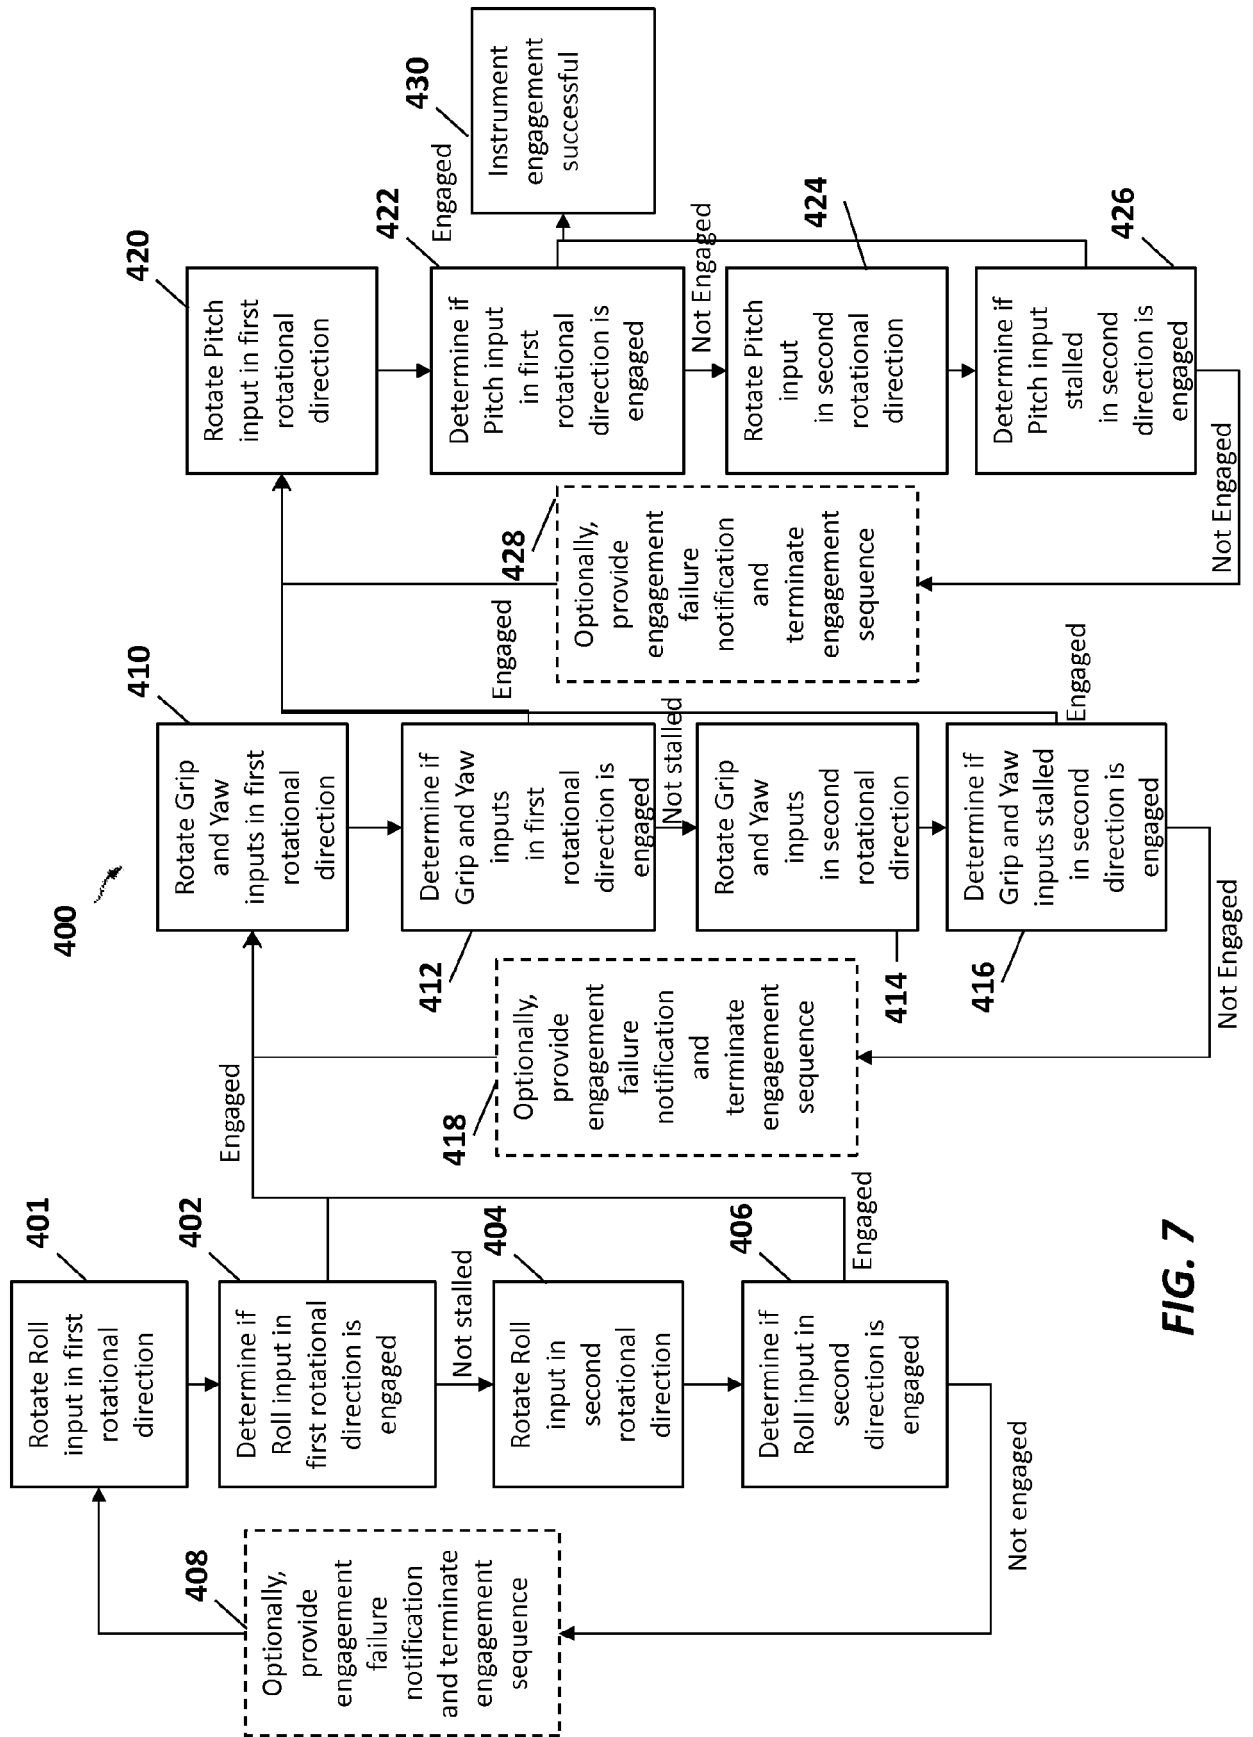 400
401
Rotate Roll
input in first
rotational
direction
402
Determine if
Roll input in
first rotational
direction is
engaged
Not stalled
404
Rotate Roll
input in
second
rotational
direction
406
Determine if
Roll input in
second
direction is
engaged
Engaged
Engaged
Not engaged
408
Optionally,
provide
engagement
failure
notification
and terminate
engagement
sequence
410
Rotate Grip
and Yaw
inputs in first
rotational
direction
412
Determine if
Grip and Yaw
inputs
in first
rotational
direction is
engaged
Not stalled
414
Rotate Grip
and Yaw
inputs
in second
rotational
direction
416
Determine if
Grip and Yaw
inputs stalled
in second
direction is
engaged
Engaged
Engaged
Not Engaged
418
Optionally,
provide
engagement
failure
notification
and
terminate
engagement
sequence
420
Rotate Pitch
input in first
rotational
direction
422
Determine if
Pitch input
in first
rotational
direction is
engaged
Engaged
Not Engaged
424
Rotate Pitch
input
in second
rotational
direction
426
Determine if
Pitch input
stalled
in second
direction is
engaged
Not Engaged
428
Optionally,
provide
engagement
failure
notification
and
terminate
engagement
sequence
430
Instrument
engagement
successful
FIG. 7